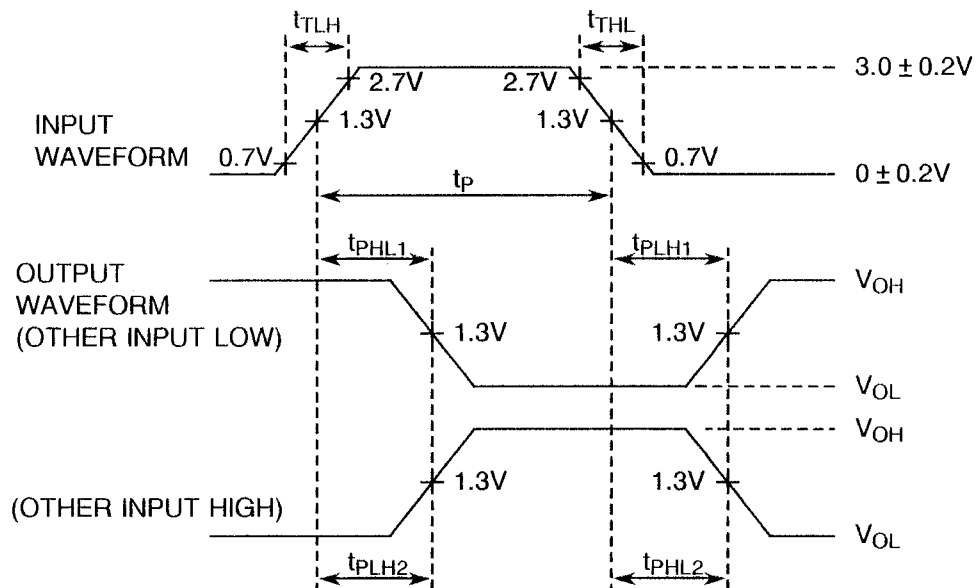 tTLH
tTHL
2.7V
2.7V
3.0 ± 0.2V
INPUT
WAVEFORM
1.3V
1.3V
0.7V
0.7V
0 ± 0.2V
tP
tPHL1
tPLH1
OUTPUT
WAVEFORM
(OTHER INPUT LOW)
VOH
1.3V
1.3V
VOL
VOH
(OTHER INPUT HIGH)
1.3V
1.3V
VOL
tPLH2
tPHL2